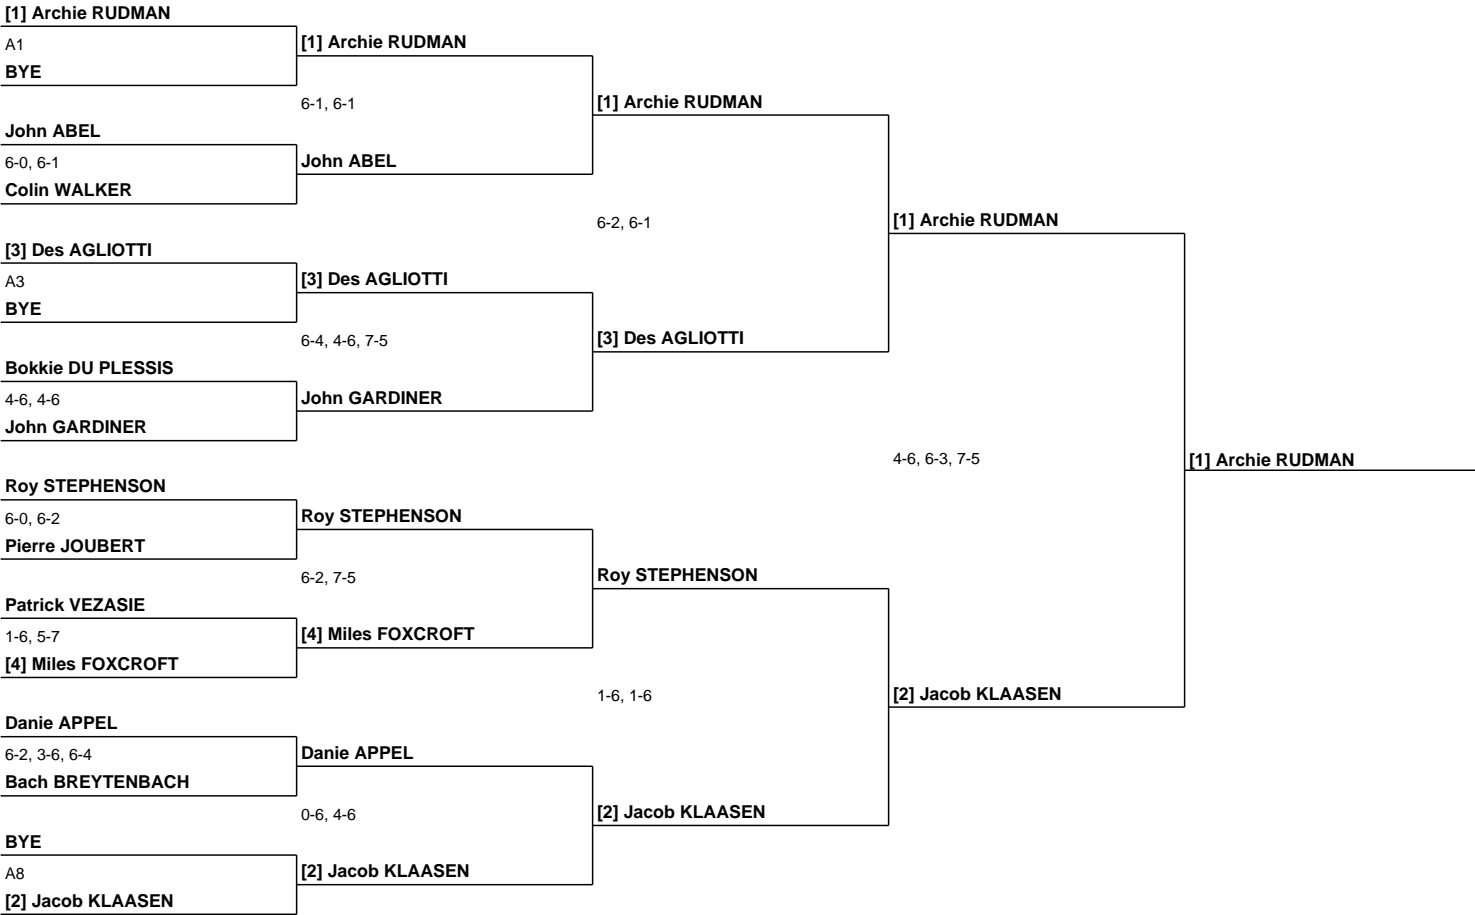 [1] Archie RUDMAN
A1
BYE
John ABEL
6-0, 6-1
Colin WALKER
[3] Des AGLIOTTI
A3
BYE
Bokkie DU PLESSIS
4-6, 4-6
John GARDINER
Roy STEPHENSON
6-0, 6-2
Pierre JOUBERT
Patrick VEZASIE
1-6, 5-7
[4] Miles FOXCROFT
Danie APPEL
6-2, 3-6, 6-4
Bach BREYTENBACH
BYE
A8
[2] Jacob KLAASEN
[1] Archie RUDMAN
6-1, 6-1
John ABEL
[3] Des AGLIOTTI
6-4, 4-6, 7-5
John GARDINER
Roy STEPHENSON
6-2, 7-5
[4] Miles FOXCROFT
Danie APPEL
0-6, 4-6
[2] Jacob KLAASEN
[1] Archie RUDMAN
6-2, 6-1
[3] Des AGLIOTTI
Roy STEPHENSON
1-6, 1-6
[2] Jacob KLAASEN
[1] Archie RUDMAN
4-6, 6-3, 7-5
[2] Jacob KLAASEN
[1] Archie RUDMAN